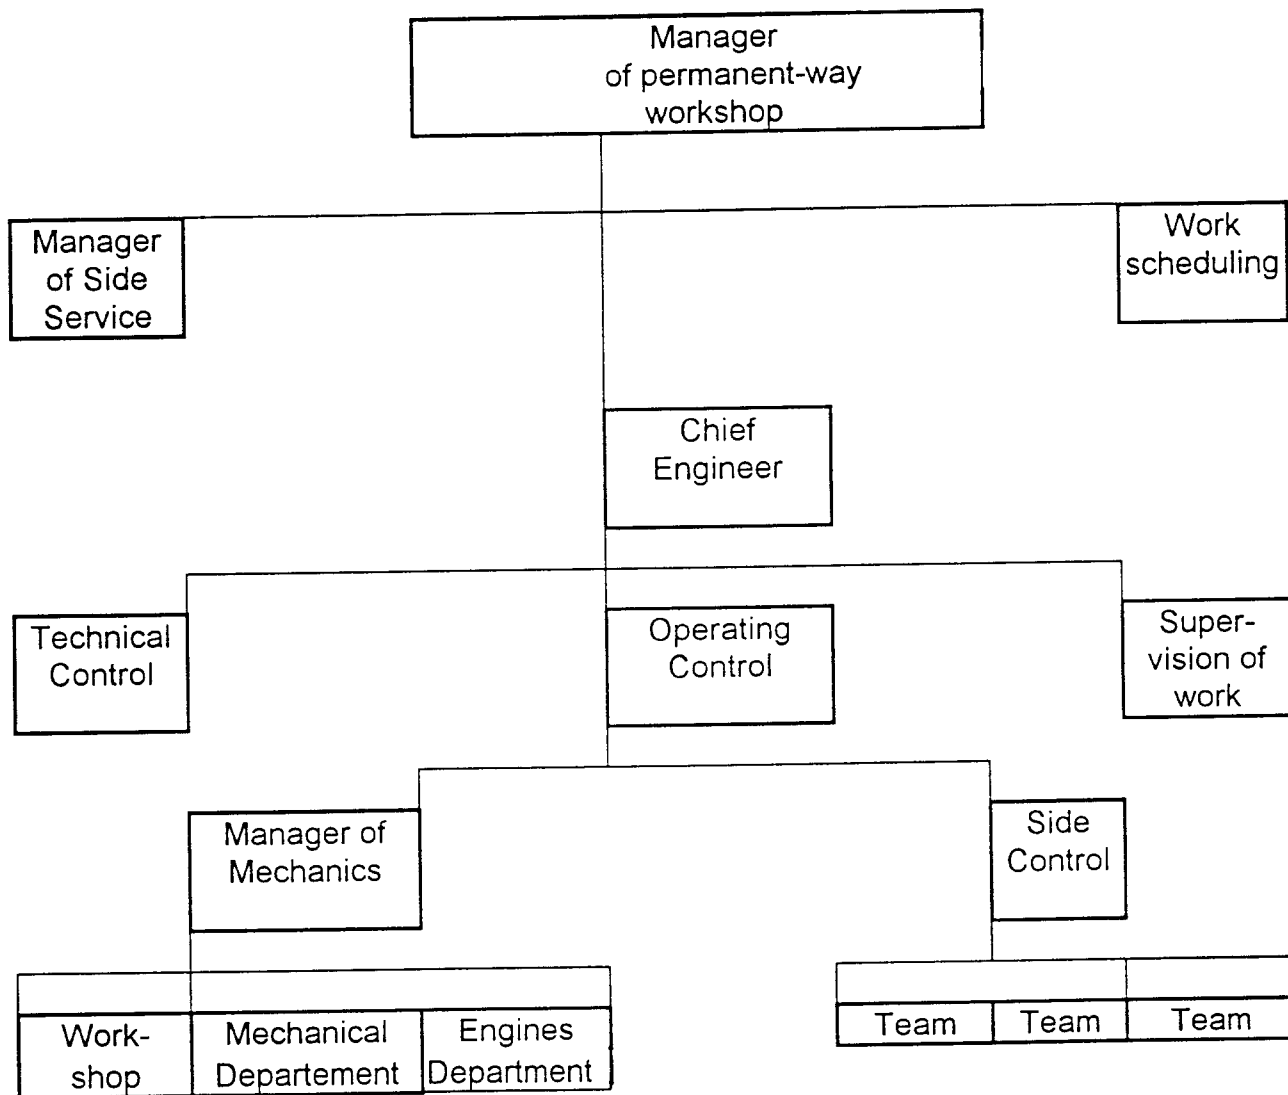 Manager
of permanent-way
workshop
Manager
of Side
Service
Work
scheduling
Chief
Engineer
Technical
Control
Operating
Control
Super-
vision of
work
Manager of
Mechanics
Side
Control
Work-
shop
Mechanical
Departement
Engines
Department
Team
Team
Team